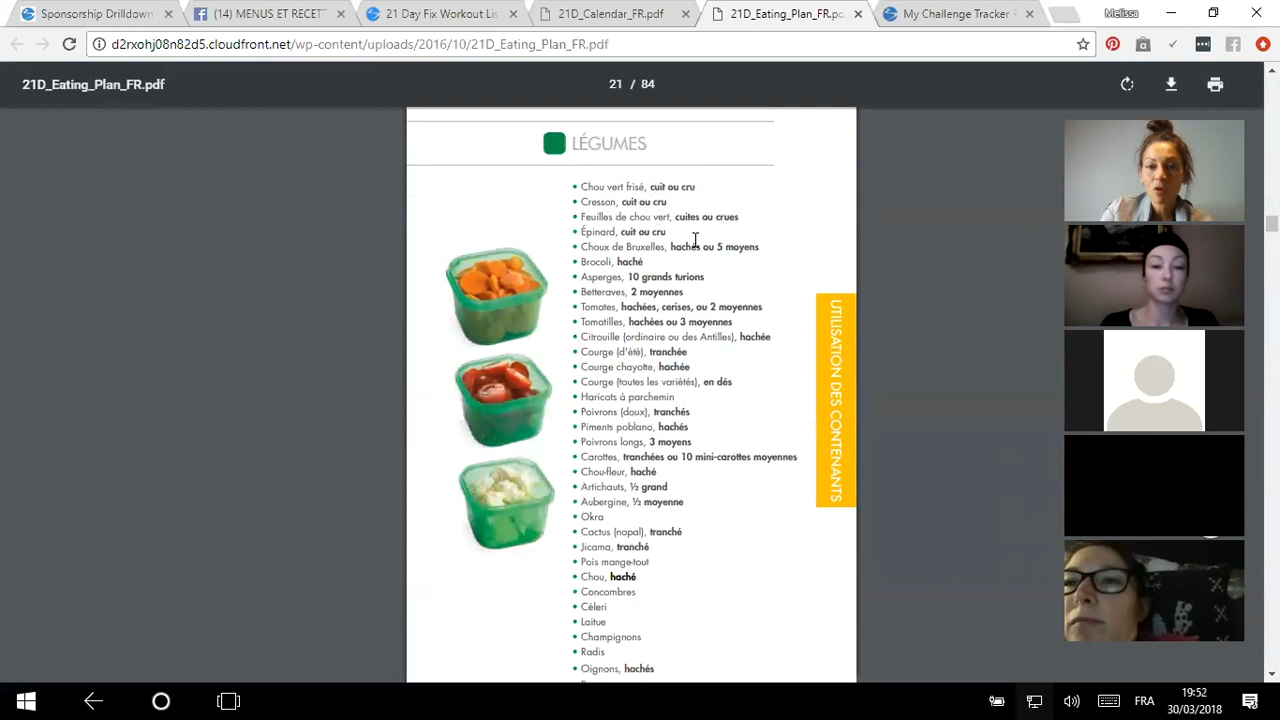 Sponsorship Drilldown
(14) MENUS ET RECET
21 Day Fix Workout Lis
21D_Calendar_FR.pdf
21D_Eating_Plan_FR.pd
My Challenge Tracker -
Melissa
d2rxohj08n82d5.cloudfront.net/wp-content/uploads/2016/10/21D_Eating_Plan_FR.pdf
21D_Eating_Plan_FR.pdf
21 / 84
LÉGUMES
• Chou vert frisé, cuit ou cru
• Cresson, cuit ou cru
• Feuilles de chou vert, cuites ou crues
• Épinard, cuit ou cru
• Choux de Bruxelles, hachés ou 5 moyens
• Brocoli, haché
• Asperges, 10 grands turions
• Betteraves, 2 moyennes
• Tomates, hachées, cerises, ou 2 moyennes
• Tomatilles, hachées ou 3 moyennes
• Citrouille (ordinaire ou des Antilles), hachée
• Courge (d'été), tranchée
• Courge chayotte, hachée
• Courge (toutes les variétés), en dés
• Haricots à parchemin
• Poivrons (doux), tranchés
• Piments poblano, hachés
• Poivrons longs, 3 moyens
• Carottes, tranchées ou 10 mini-carottes moyennes
• Chou-fleur, haché
• Artichauts, ½ grand
• Aubergine, ½ moyenne
• Okra
• Cactus (nopal), tranché
• Jicama, tranché
• Pois mange-tout
• Chou, haché
• Concombres
• Céleri
• Laitue
• Champignons
• Radis
• Oignons, hachés
UTILISATION DES CONTENANTS
FRA
19:52
30/03/2018